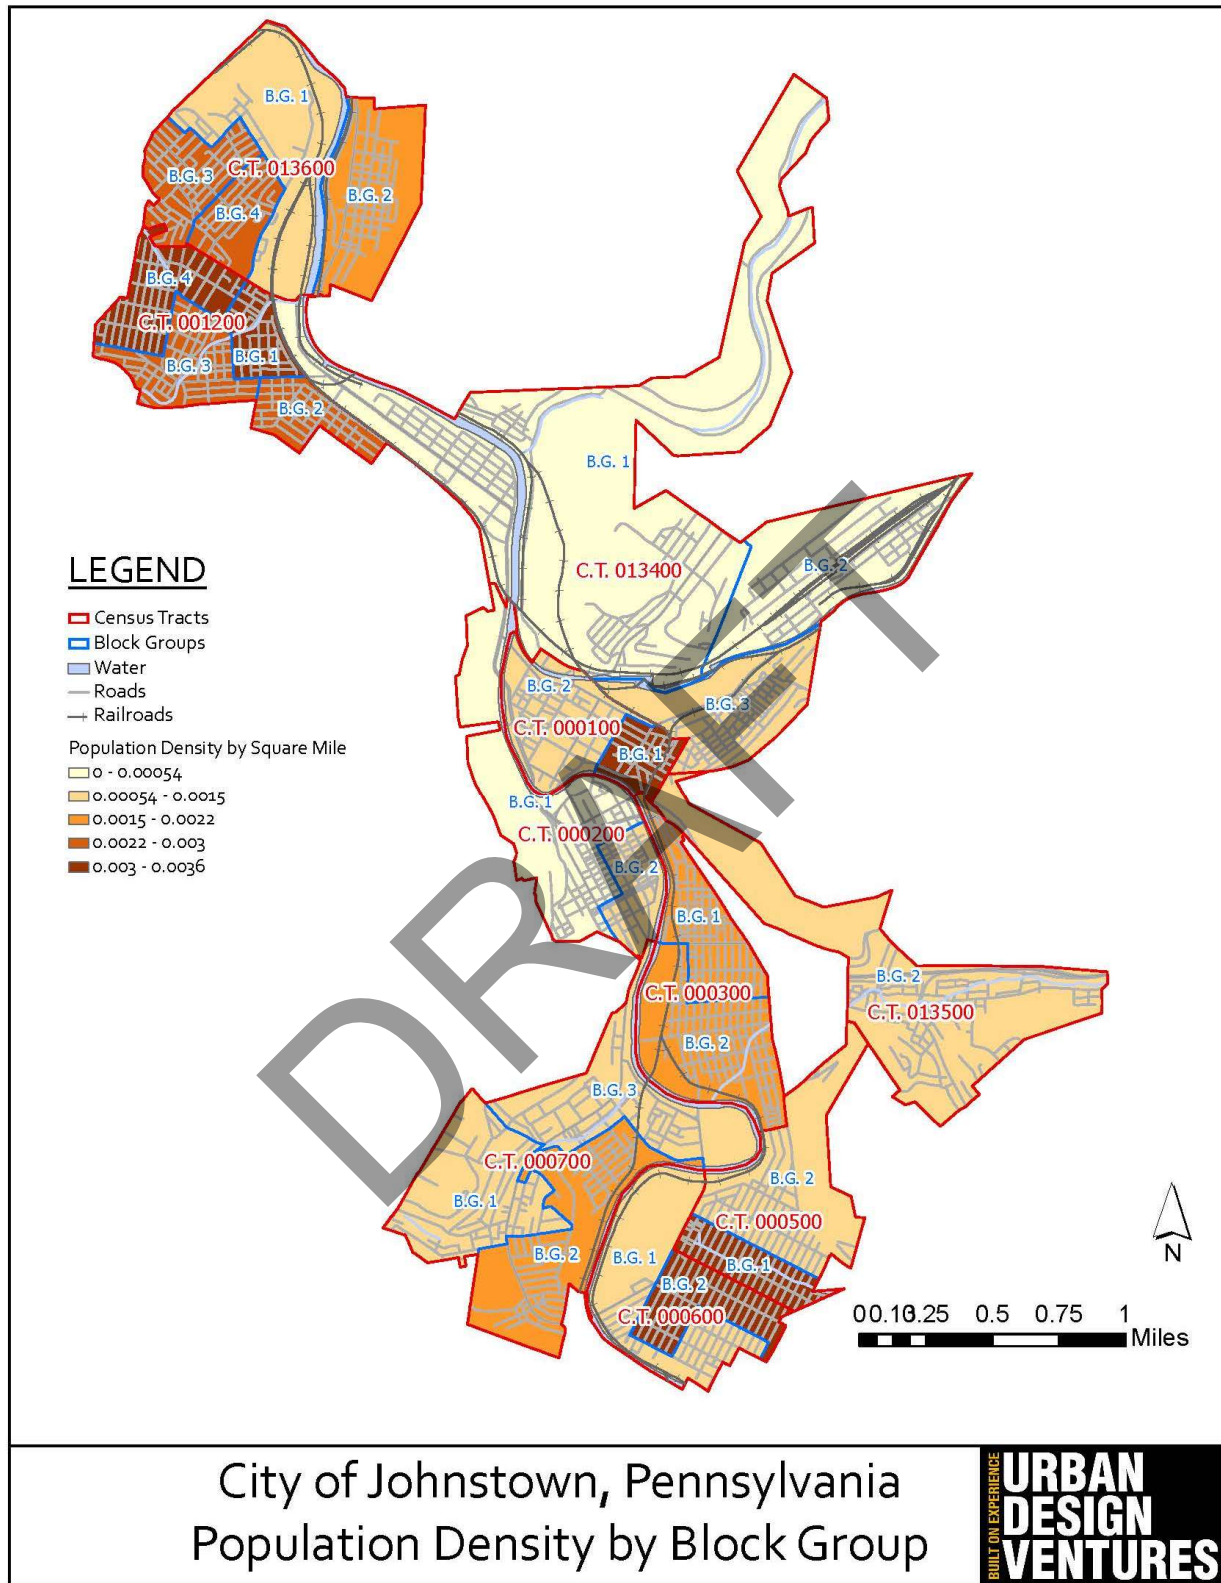 B.G. 1
C.T. 013600
B.G. 3
B.G. 2
B.G. 4
B.G. 4
C.T. 001200
B.G. 3
B.G. 1
B.G. 2
B.G. 1
C.T. 013400
B.G. 2
LEGEND
Census Tracts
Block Groups
Water
Roads
Railroads
Population Density by Square Mile
0 - 0.00054
0.00054 - 0.0015
0.0015 - 0.0022
0.0022 - 0.003
0.003 - 0.0036
B.G. 2
B.G. 3
C.T. 000100
B.G. 1
B.G. 1
C.T. 000200
B.G. 2
B.G. 1
B.G. 2
C.T. 000300
C.T. 013500
B.G. 2
B.G. 3
C.T. 000700
B.G. 2
B.G. 1
C.T. 000500
B.G. 2
B.G. 1
B.G. 1
B.G. 2
C.T. 000600
DRAFT
N
0 0.5 0.75 1
Miles
City of Johnstown, Pennsylvania
Population Density by Block Group
BUILT ON EXPERIENCE
URBAN
DESIGN
VENTURES